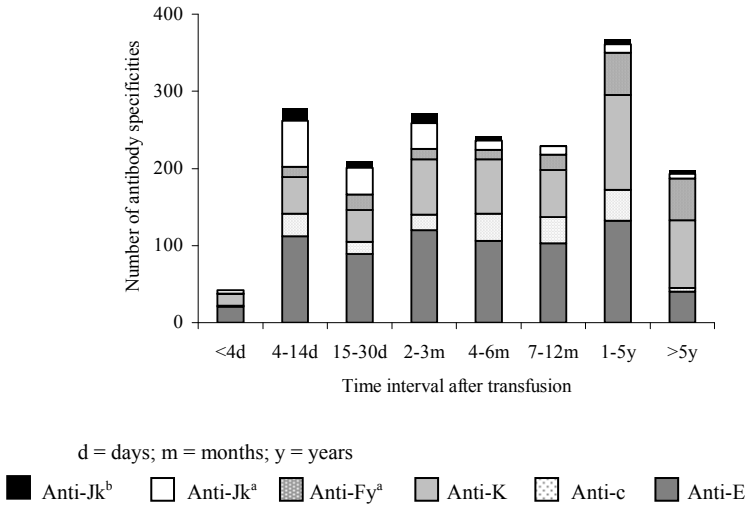 400
300
200
100
0
Number of antibody specificities
<4d 4-14d 15-30d 2-3m 4-6m 7-12m 1-5y >5y
Time interval after transfusion
d = days; m = months; y = years
Anti-Jkᵇ Anti-Jkᵃ Anti-Fyᵃ Anti-K Anti-c Anti-E